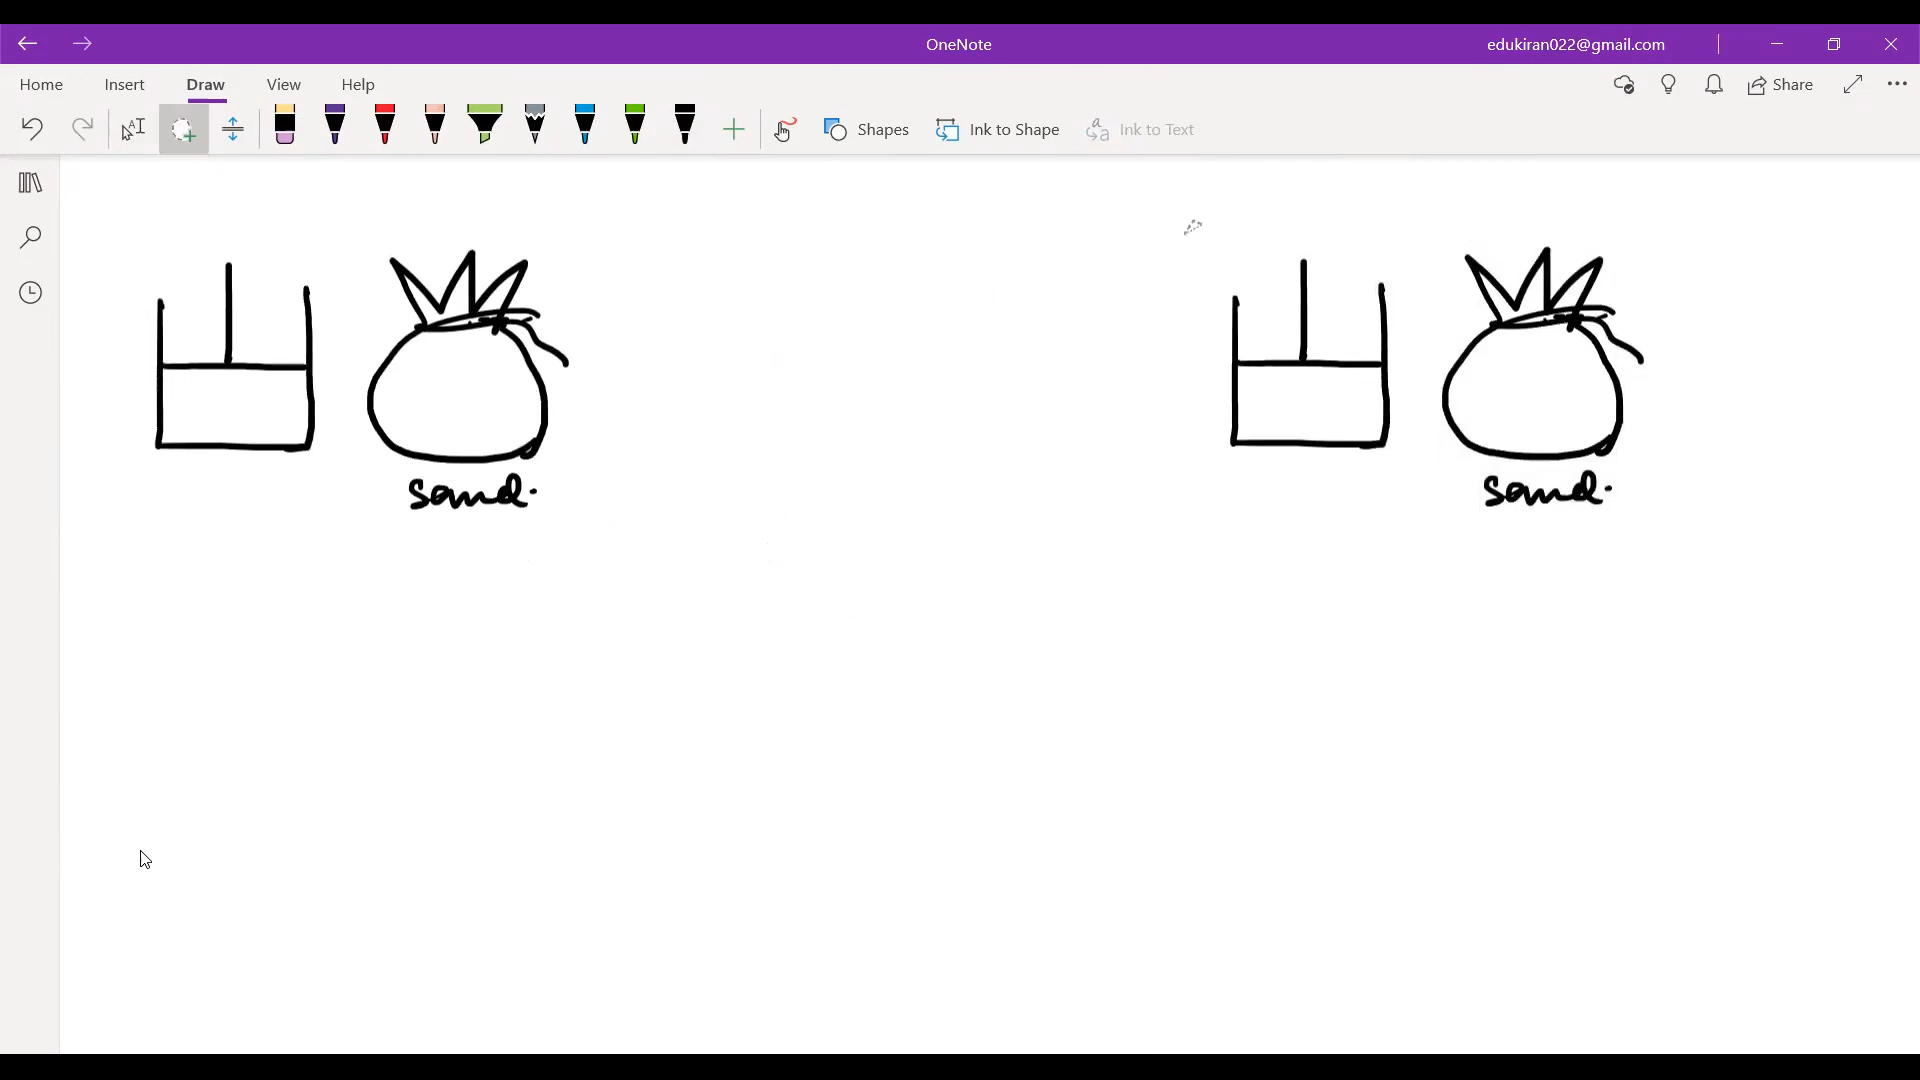 OneNote
edukiran022@gmail.com
Home Insert Draw View Help
Share
Shapes Ink to Shape Ink to Text
sand. sand.